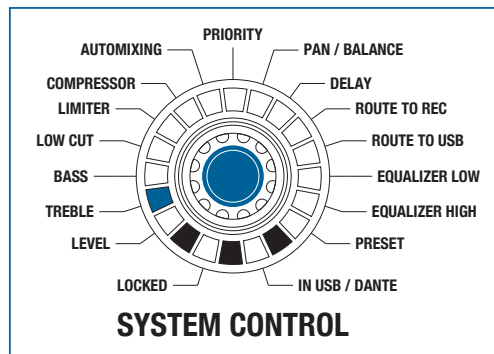 PRIORITY
AUTOMIXING
PAN / BALANCE
COMPRESSOR
DELAY
LIMITER
ROUTE TO REC
LOW CUT
ROUTE TO USB
BASS
EQUALIZER LOW
TREBLE
EQUALIZER HIGH
LEVEL
PRESET
LOCKED
IN USB / DANTE
SYSTEM CONTROL